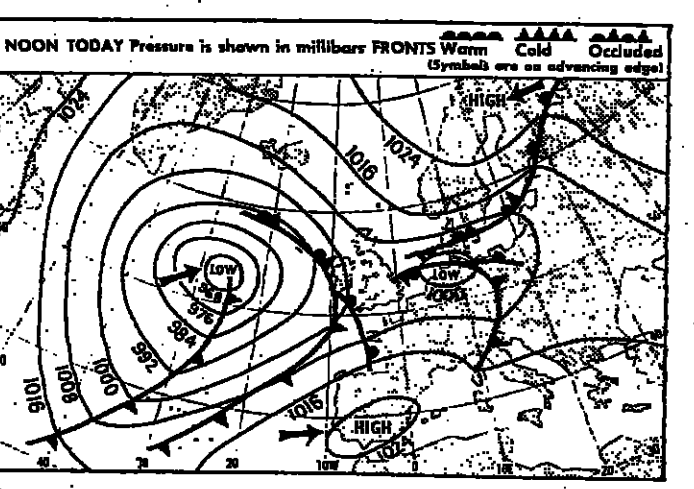 NOON TODAY Pressure is shown in millibars FRONTS Warm Cold Occluded
(Symbols are on advancing edge)
1024
HIGH
1024
1016
LOW
968
976
984
992
1000
1008
1016
LOW
1000
1016
HIGH
1024
40
30
20
10W
0
10E
20